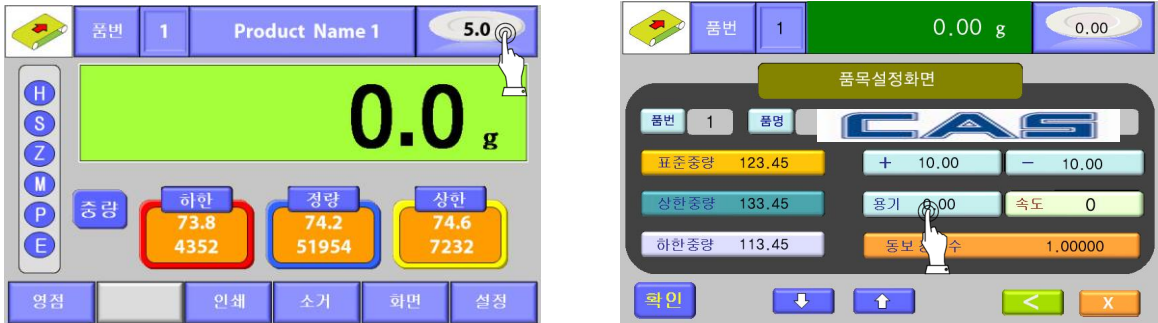 품번 1 Product Name 1 5.0
H
S
Z
M
P
E
0.0 g
중량
하한 정량 상한
73.8 74.2 74.6
4352 51954 7232
영점 인쇄 소거 화면 설정
품번 1 0.00 g 0.00
품목설정화면
품번 1 품명 CAS
표준중량 123.45 + 10.00 − 10.00
상한중량 133.45 용기 0.00 속도 0
하한중량 113.45 동보 수 1.00000
확인 < X